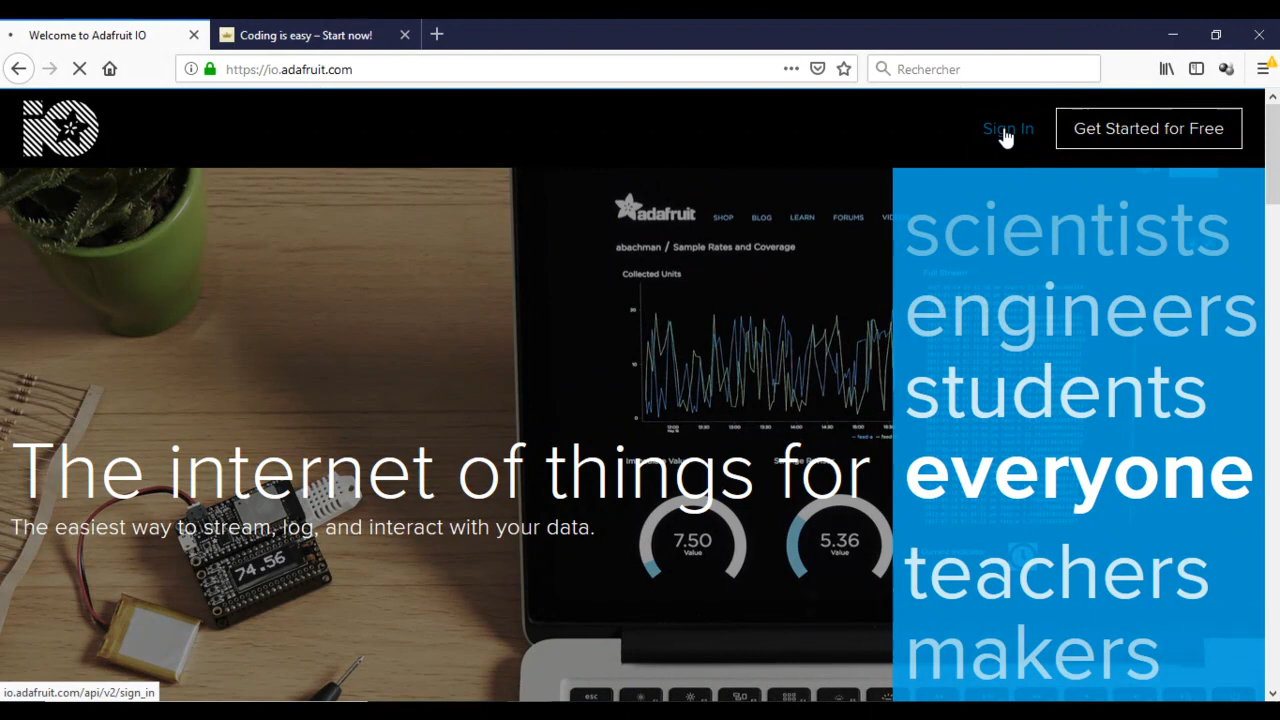 Welcome to Adafruit IO
Coding is easy – Start now!
https://io.adafruit.com
Rechercher
iO
Sign In
Get Started for Free
adafruit
SHOP
BLOG
LEARN
FORUMS
abachman / Sample Rates and Coverage
Collected Units
scientists
engineers
students
The internet of things for everyone
The easiest way to stream, log, and interact with your data.
7.50
Value
5.36
Value
74.56
teachers
makers
io.adafruit.com/api/v2/sign_in
esc